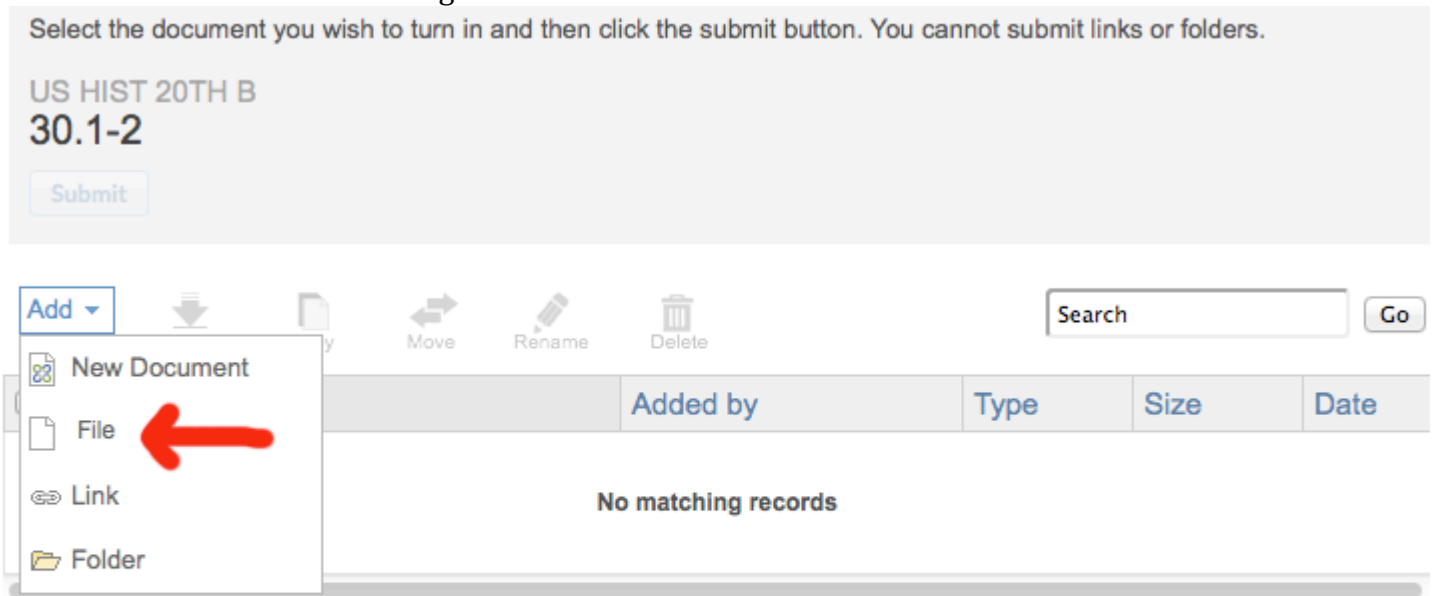 Select the document you wish to turn in and then click the submit button. You cannot submit links or folders.
US HIST 20TH B
30.1-2
Submit
Add
Move Rename Delete
Search Go
New Document
Added by Type Size Date
File
Link
No matching records
Folder